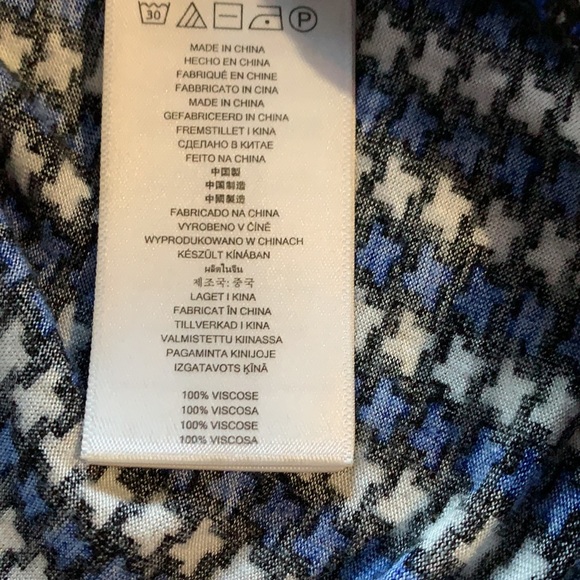 30
MADE IN CHINA
HECHO EN CHINA
FABRIQUÉ EN CHINE
FABBRICATO IN CINA
MADE IN CHINA
GEFABRICEERD IN CHINA
FREMSTILLET I KINA
СДЕЛАНО В КИТАЕ
FEITO NA CHINA
中国製
中国制造
中國製造
FABRICADO NA CHINA
VYROBENO V ČÍNĚ
WYPRODUKOWANO W CHINACH
KÉSZÜLT KÍNÁBAN
ผลิตในจีน
제조국: 중국
LAGET I KINA
FABRICAT ÎN CHINA
TILLVERKAD I KINA
VALMISTETTU KIINASSA
PAGAMINTA KINIJOJE
IZGATAVOTS ĶĪNĀ
100% VISCOSE
100% VISCOSA
100% VISCOSE
100% VISCOSA